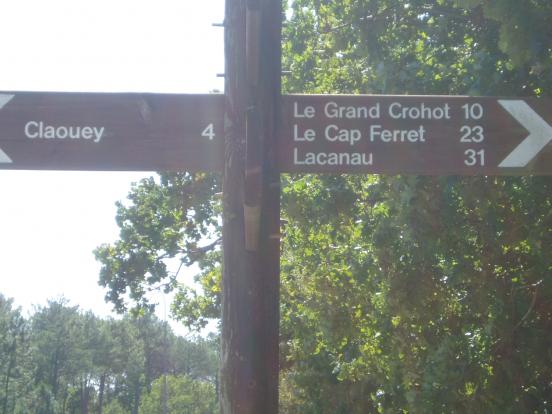 Claouey 4
Le Grand Crohot 10
Le Cap Ferret 23
Lacanau 31